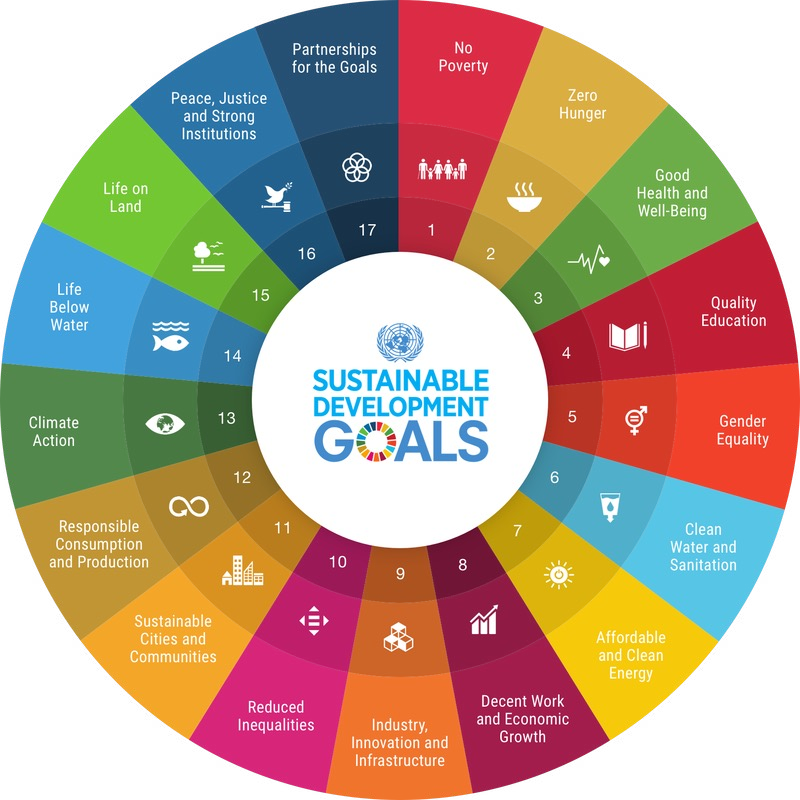 SUSTAINABLE
DEVELOPMENT
GOALS
No
Poverty
1
Zero
Hunger
2
Good
Health and
Well-Being
3
Quality
Education
4
Gender
Equality
5
Clean
Water and
Sanitation
6
Affordable
and Clean
Energy
7
Decent Work
and Economic
Growth
8
Industry,
Innovation and
Infrastructure
9
Reduced
Inequalities
10
Sustainable
Cities and
Communities
11
Responsible
Consumption
and Production
12
Climate
Action
13
Life
Below
Water
14
Life on
Land
15
Peace, Justice
and Strong
Institutions
16
Partnerships
for the Goals
17